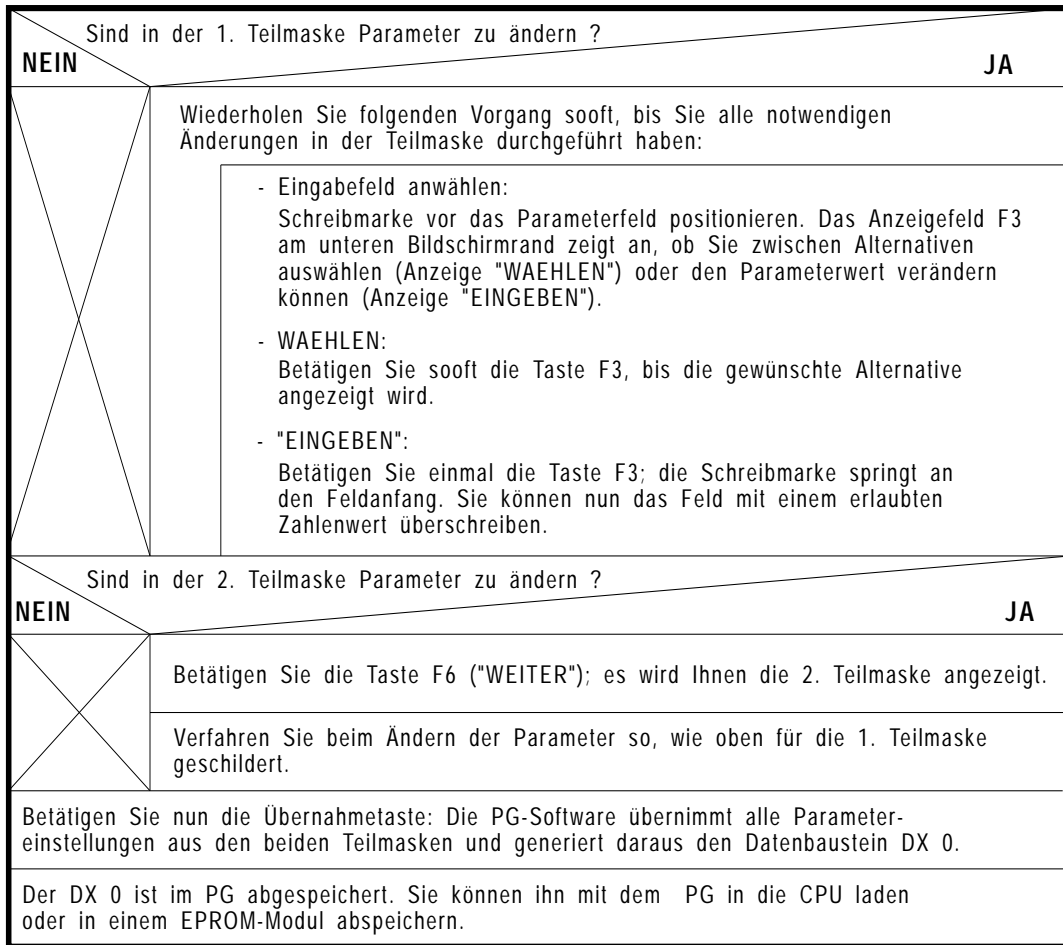 Sind in der 1. Teilmaske Parameter zu ändern ?
NEIN
JA
Wiederholen Sie folgenden Vorgang sooft, bis Sie alle notwendigen
Änderungen in der Teilmaske durchgeführt haben:
- Eingabefeld anwählen:
Schreibmarke vor das Parameterfeld positionieren. Das Anzeigefeld F3
am unteren Bildschirmrand zeigt an, ob Sie zwischen Alternativen
auswählen (Anzeige "WAEHLEN") oder den Parameterwert verändern
können (Anzeige "EINGEBEN").
- WAEHLEN:
Betätigen Sie sooft die Taste F3, bis die gewünschte Alternative
angezeigt wird.
- "EINGEBEN":
Betätigen Sie einmal die Taste F3; die Schreibmarke springt an
den Feldanfang. Sie können nun das Feld mit einem erlaubten
Zahlenwert überschreiben.
Sind in der 2. Teilmaske Parameter zu ändern ?
NEIN
JA
Betätigen Sie die Taste F6 ("WEITER"); es wird Ihnen die 2. Teilmaske angezeigt.
Verfahren Sie beim Ändern der Parameter so, wie oben für die 1. Teilmaske
geschildert.
Betätigen Sie nun die Übernahmetaste: Die PG-Software übernimmt alle Parameter-
einstellungen aus den beiden Teilmasken und generiert daraus den Datenbaustein DX 0.
Der DX 0 ist im PG abgespeichert. Sie können ihn mit dem PG in die CPU laden
oder in einem EPROM-Modul abspeichern.